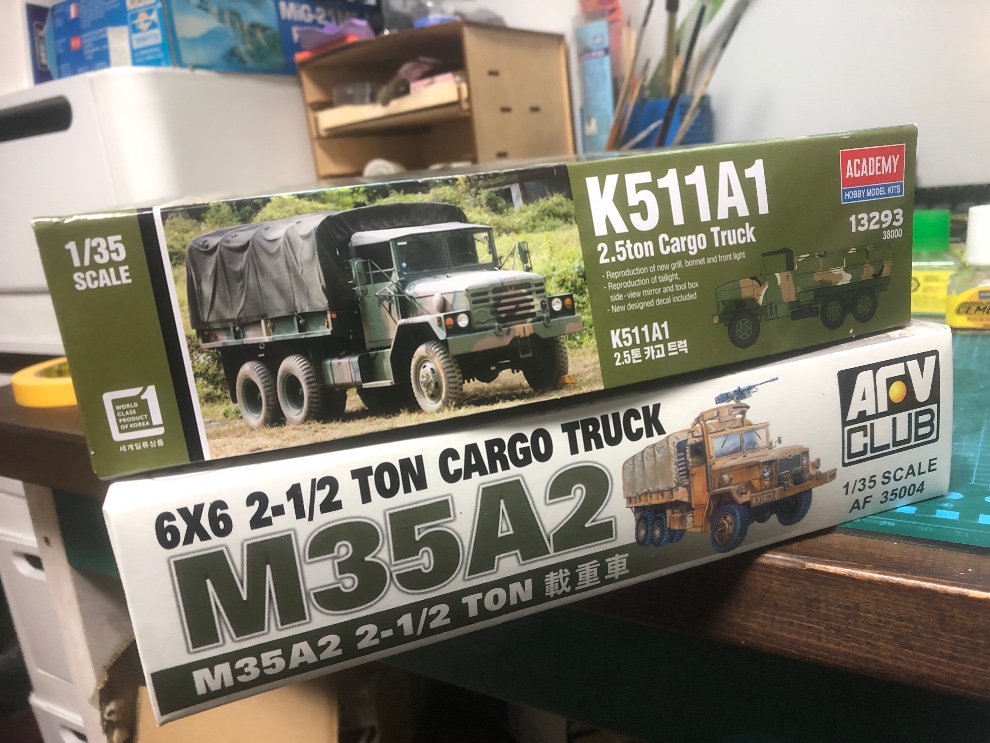 MiG-21
1/35
SCALE
WORLD
CLASS
PRODUCT
OF KOREA
세계일류상품
K511A1
2.5ton Cargo Truck
- Reproduction of new grill, bonnet and front light
- Reproduction of tailight,
side-view mirror and tool box
- New designed decal included
K511A1
2.5톤 카고 트럭
ACADEMY
HOBBY MODEL KITS
13293
38000
6X6 2-1/2 TON CARGO TRUCK
M35A2
M35A2 2-1/2 TON 載重車
AFV
CLUB
1/35 SCALE
AF 35004